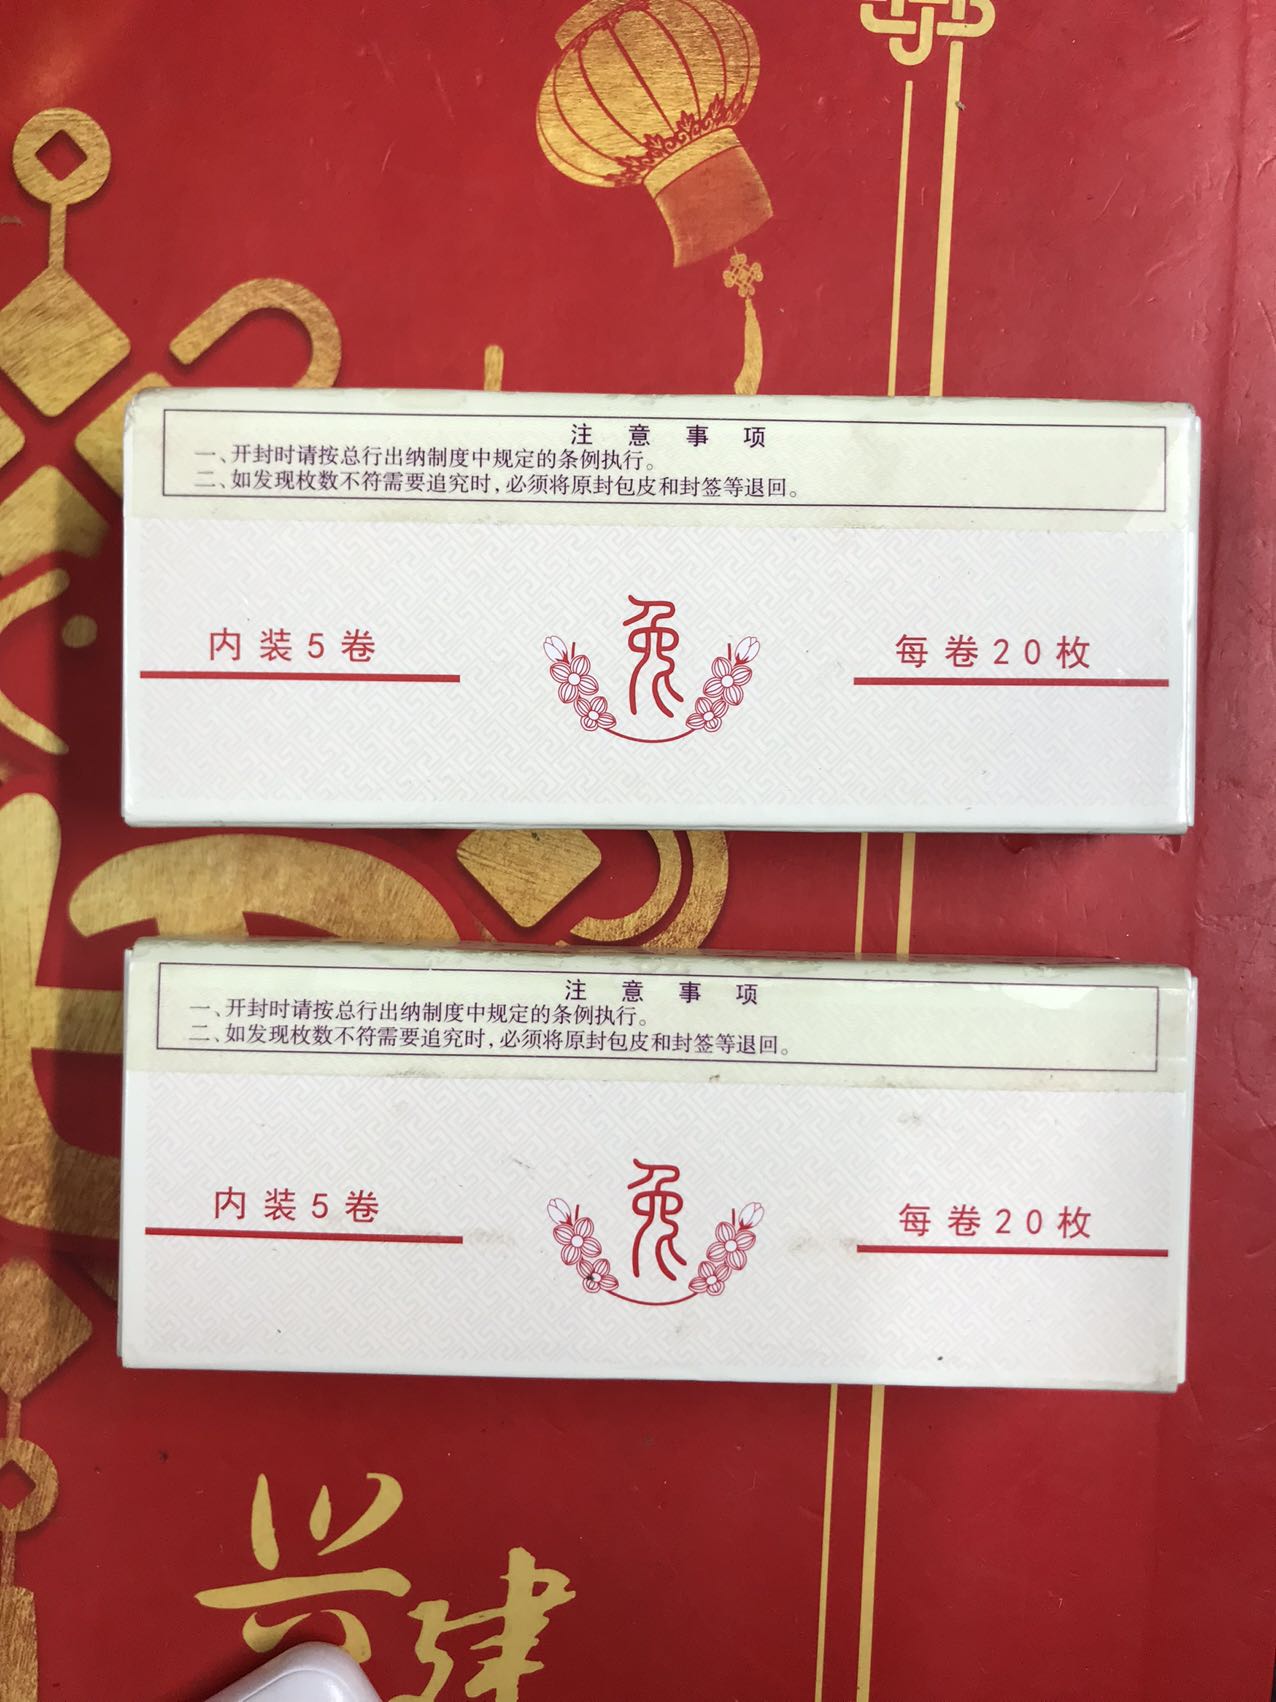 注意事项
一、开封时请按总行出纳制度中规定的条例执行。
二、如发现枚数不符需要追究时,必须将原封包皮和封签等退回。
内装5卷
兔
每卷20枚
注意事项
一、开封时请按总行出纳制度中规定的条例执行。
二、如发现枚数不符需要追究时,必须将原封包皮和封签等退回。
内装5卷
兔
每卷20枚
兴建